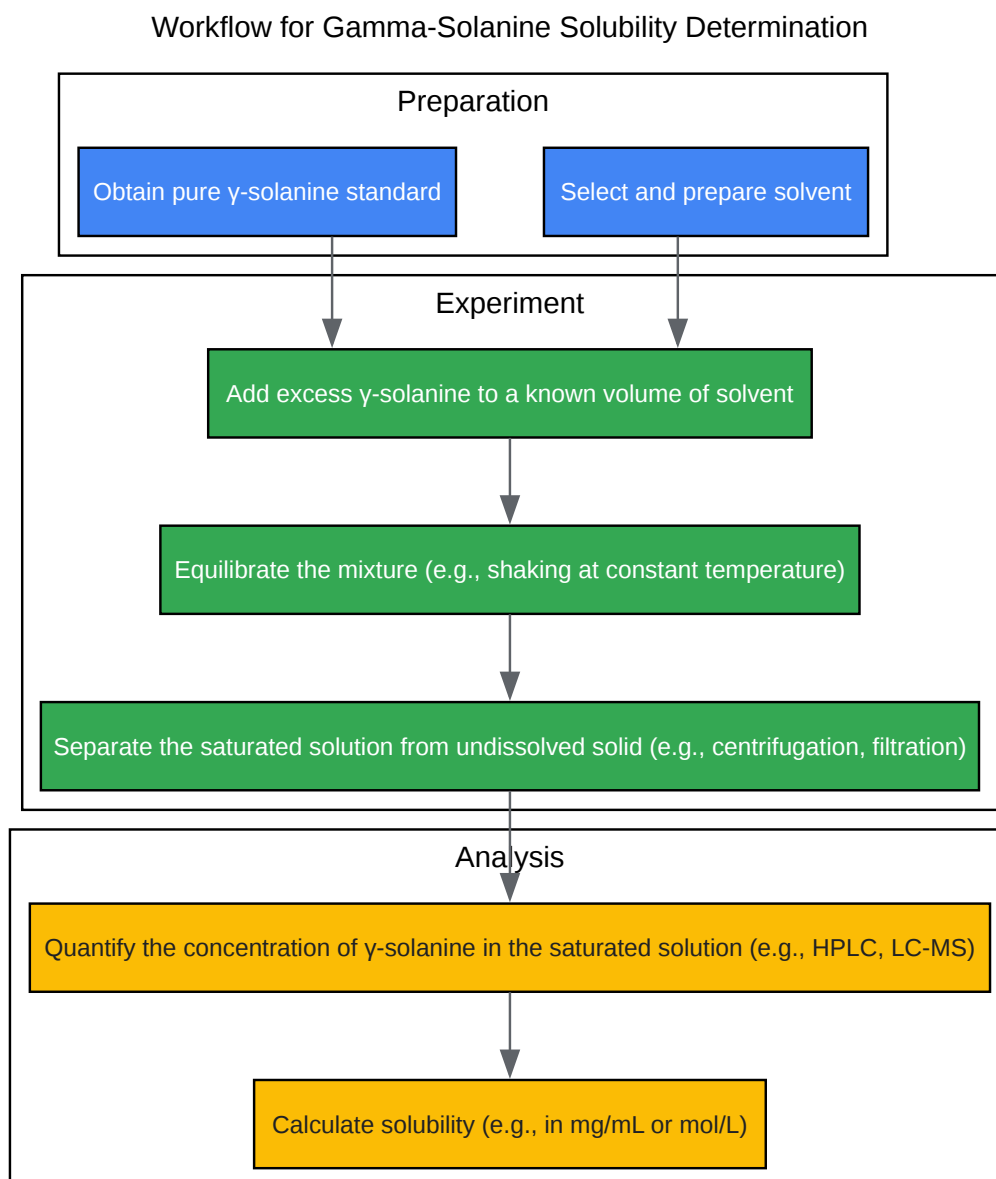 Workflow for Gamma-Solanine Solubility Determination
Preparation
Obtain pure γ-solanine standard
Select and prepare solvent
Experiment
Add excess γ-solanine to a known volume of solvent
Equilibrate the mixture (e.g., shaking at constant temperature)
Separate the saturated solution from undissolved solid (e.g., centrifugation, filtration)
Analysis
Quantify the concentration of γ-solanine in the saturated solution (e.g., HPLC, LC-MS)
Calculate solubility (e.g., in mg/mL or mol/L)